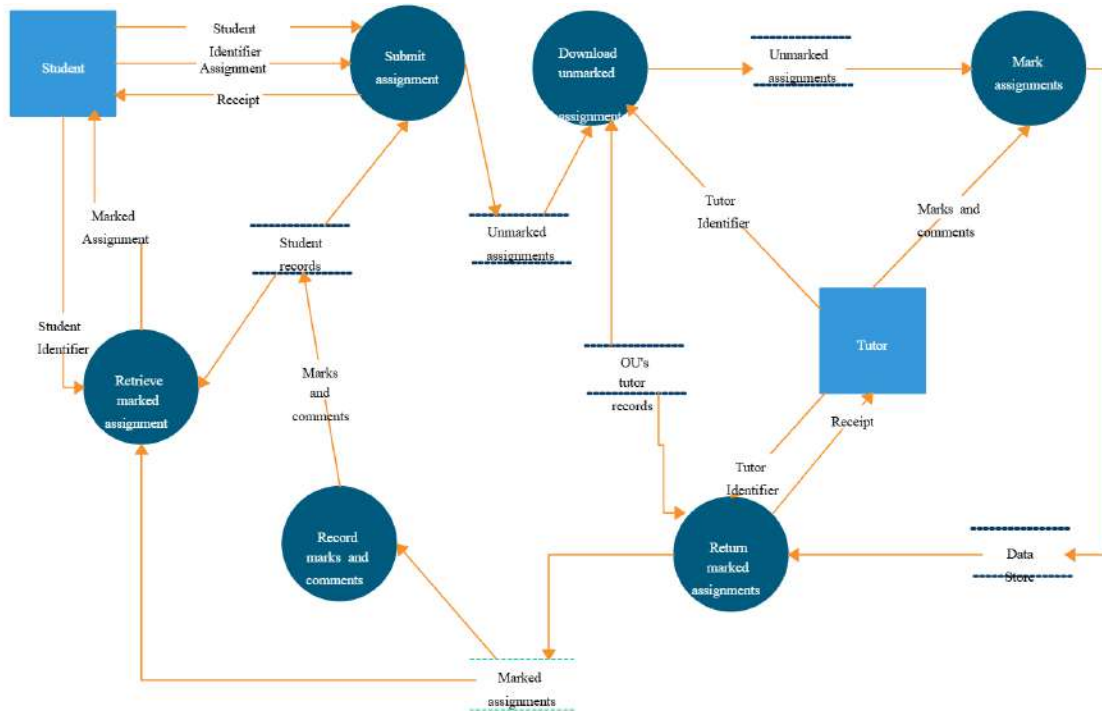 Student
Student
Identifier
Assignment
Receipt
Submit
assignment
Download
unmarked
assignment
Unmarked
assignments
Mark
assignments
Marked
Assignment
Student
records
Unmarked
assignments
Tutor
Identifier
Marks and
comments
Student
Identifier
Retrieve
marked
assignment
Marks
and
comments
OU's
tutor
records
Tutor
Receipt
Tutor
Identifier
Record
marks and
comments
Return
marked
assignments
Data
Store
Marked
assignments